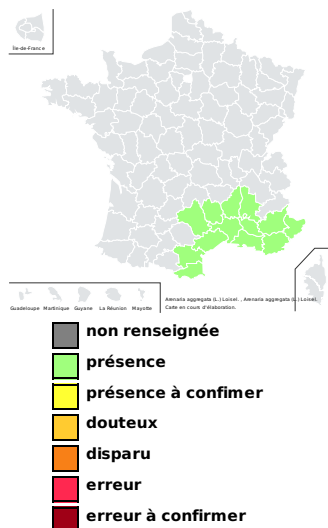 Île-de-France
Guadeloupe Martinique Guyane La Réunion Mayotte
Arenaria aggregata (L.) Loisel. , Arenaria aggregata (L.) Loisel.
Carte en cours d'élaboration.
non renseignée
présence
présence à confimer
douteux
disparu
erreur
erreur à confirmer